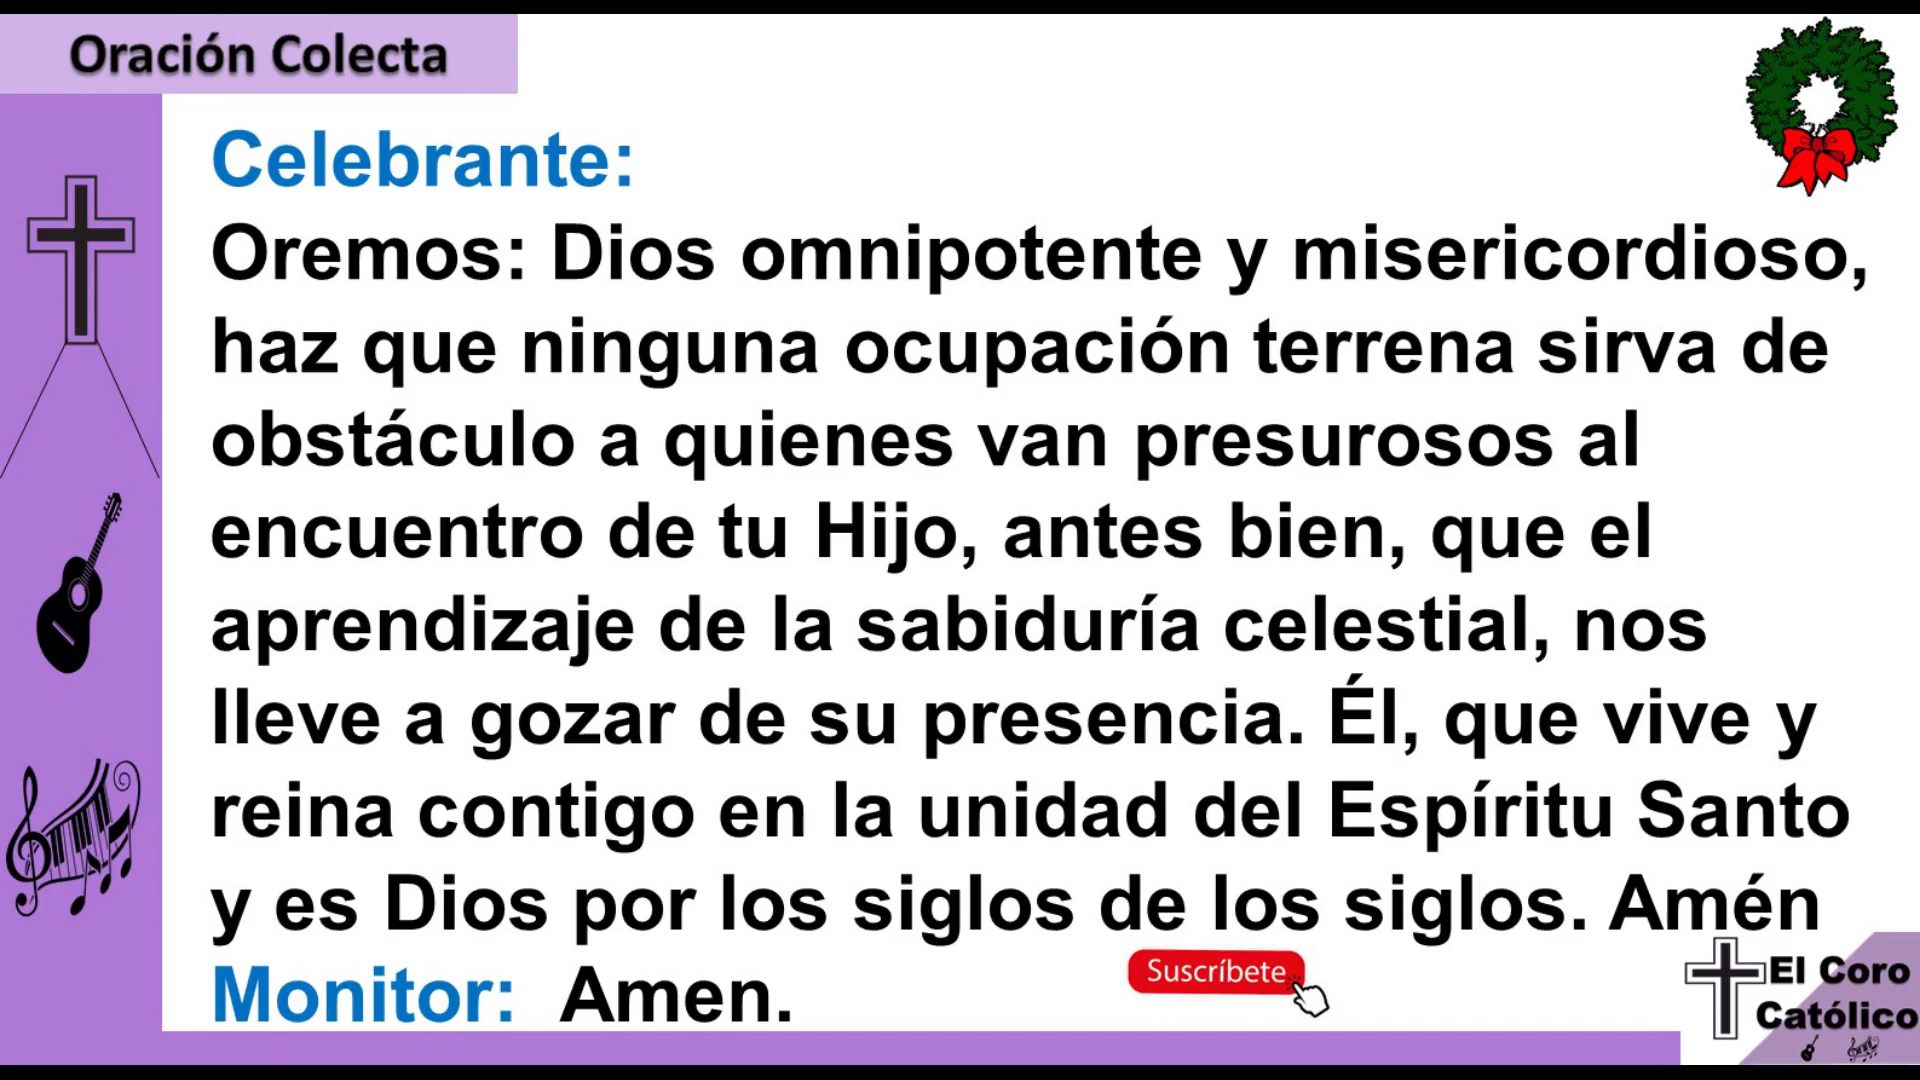 Oración Colecta
Celebrante:
Oremos: Dios omnipotente y misericordioso,
haz que ninguna ocupación terrena sirva de
obstáculo a quienes van presurosos al
encuentro de tu Hijo, antes bien, que el
aprendizaje de la sabiduría celestial, nos
lleve a gozar de su presencia. Él, que vive y
reina contigo en la unidad del Espíritu Santo
y es Dios por los siglos de los siglos. Amén
Monitor: Amen.
Suscríbete
El Coro
Católico